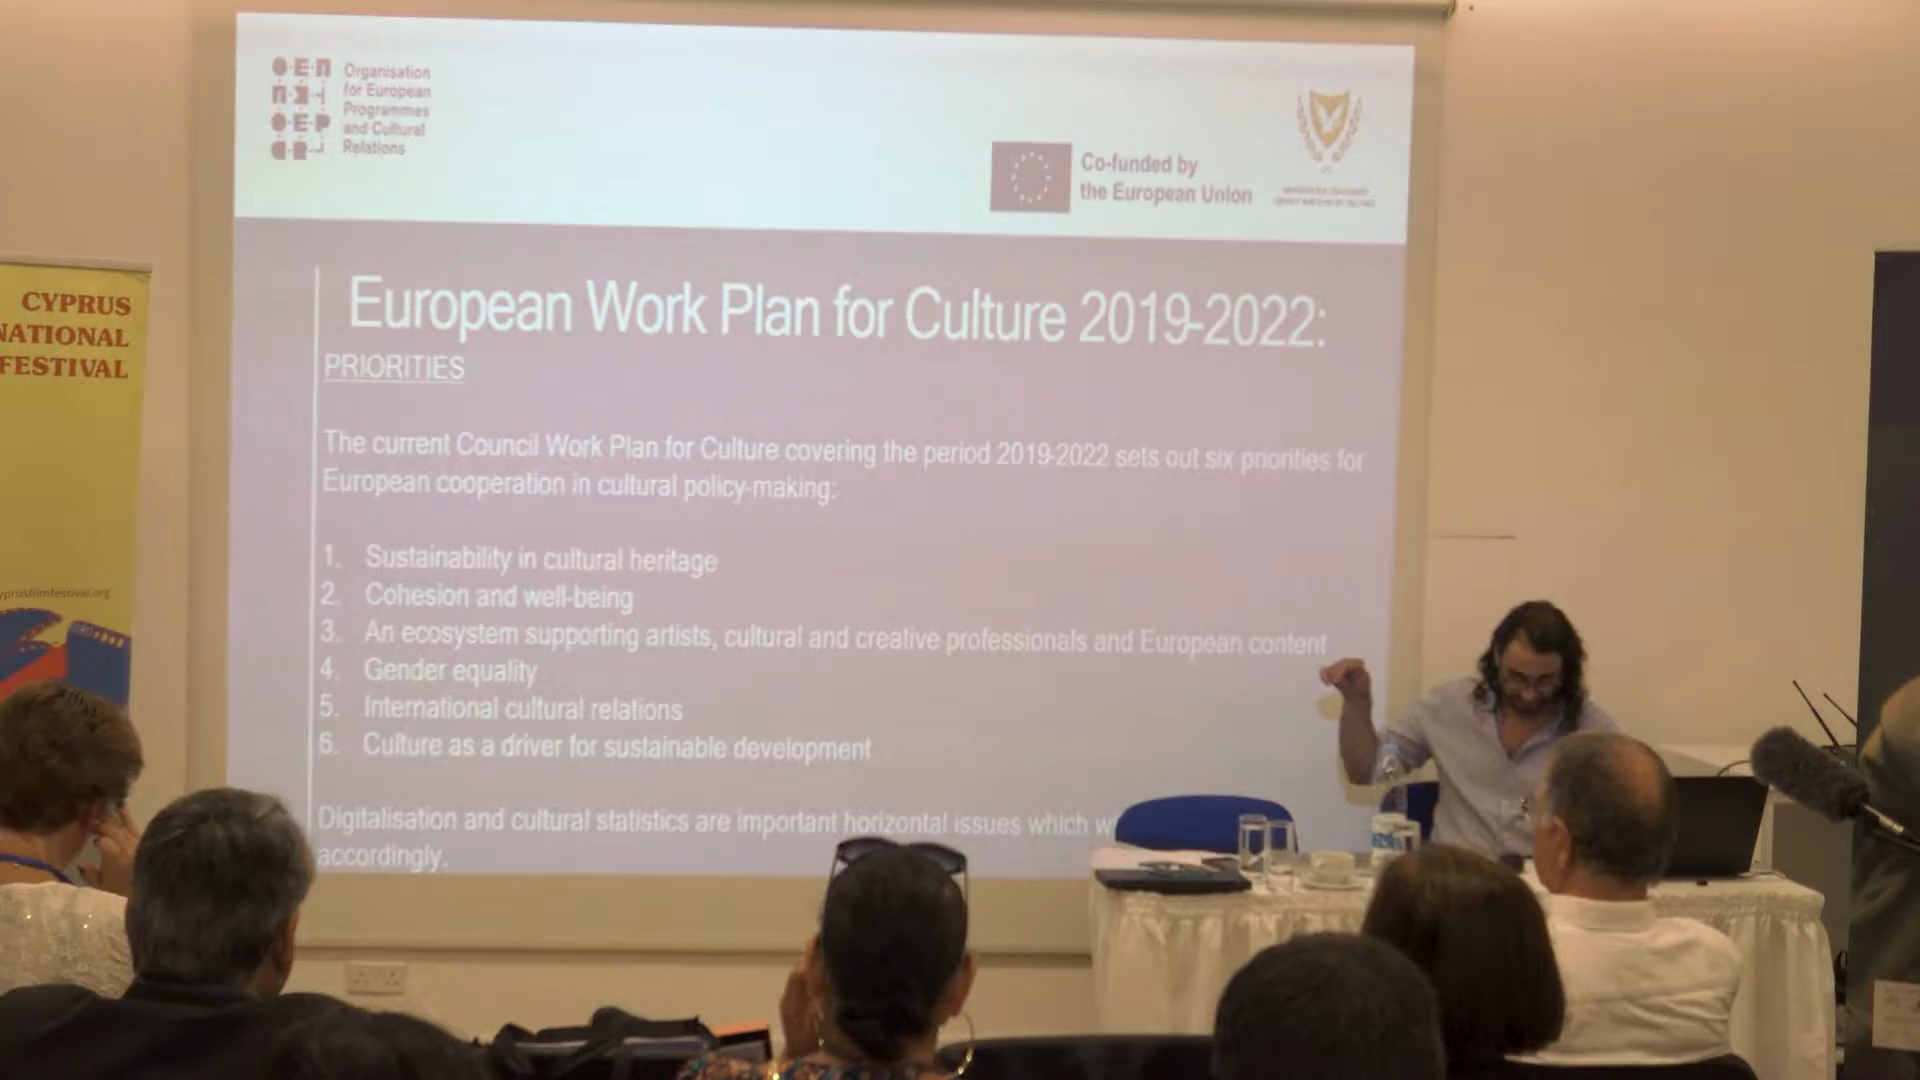 Organisation
for European
Programmes
and Cultural
Relations
Co-funded by
the European Union
CYPRUS
NATIONAL
FESTIVAL
yprusfilmfestival.org
European Work Plan for Culture 2019-2022:
PRIORITIES
The current Council Work Plan for Culture covering the period 2019-2022 sets out six priorities for
European cooperation in cultural policy-making:
1. Sustainability in cultural heritage
2. Cohesion and well-being
3. An ecosystem supporting artists, cultural and creative professionals and European content
4. Gender equality
5. International cultural relations
6. Culture as a driver for sustainable development
Digitalisation and cultural statistics are important horizontal issues which w
accordingly.